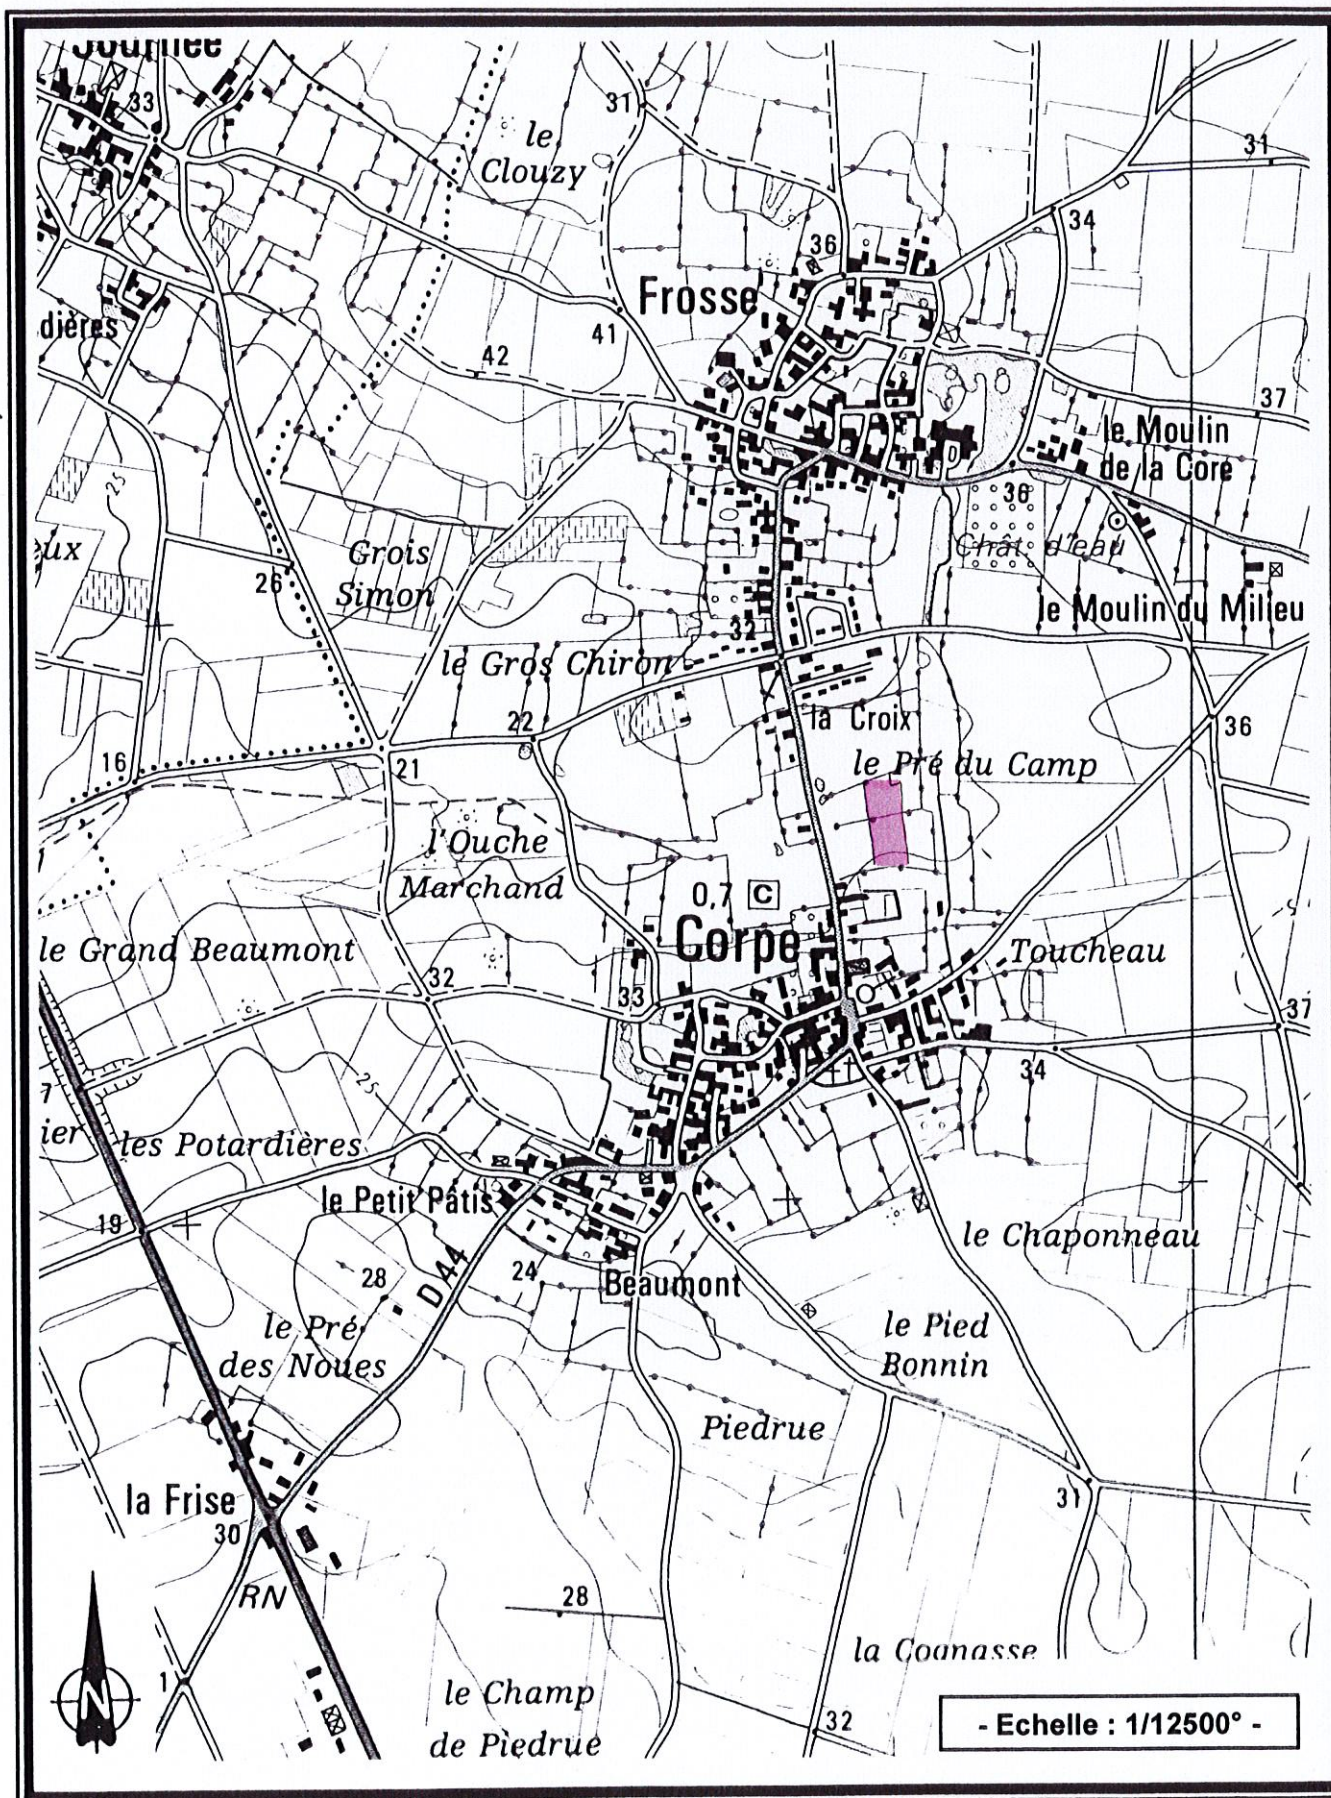 Journée
33
31
le
Clouzy
31
34
36
Frosse
dières
41
42
37
le Moulin
de la Core
25
36
Chât. d'eau
eux
Grois
Simon
26
le Moulin du Milieu
32
le Gros Chiron
22
la Croix
36
16
21
le Pré du Camp
l'Ouche
Marchand
0,7 C
Corpe
le Grand Beaumont
Toucheau
32
33
37
34
25
7
ier
les Potardières
le Petit Pâtis
19
le Chaponneau
D 44
28
24
Beaumont
le Pré
des Noues
le Pied
Bonnin
Piedrue
la Frise
30
31
RN
28
la Coanasse
N
1
le Champ
de Piedrue
32
- Echelle : 1/12500° -